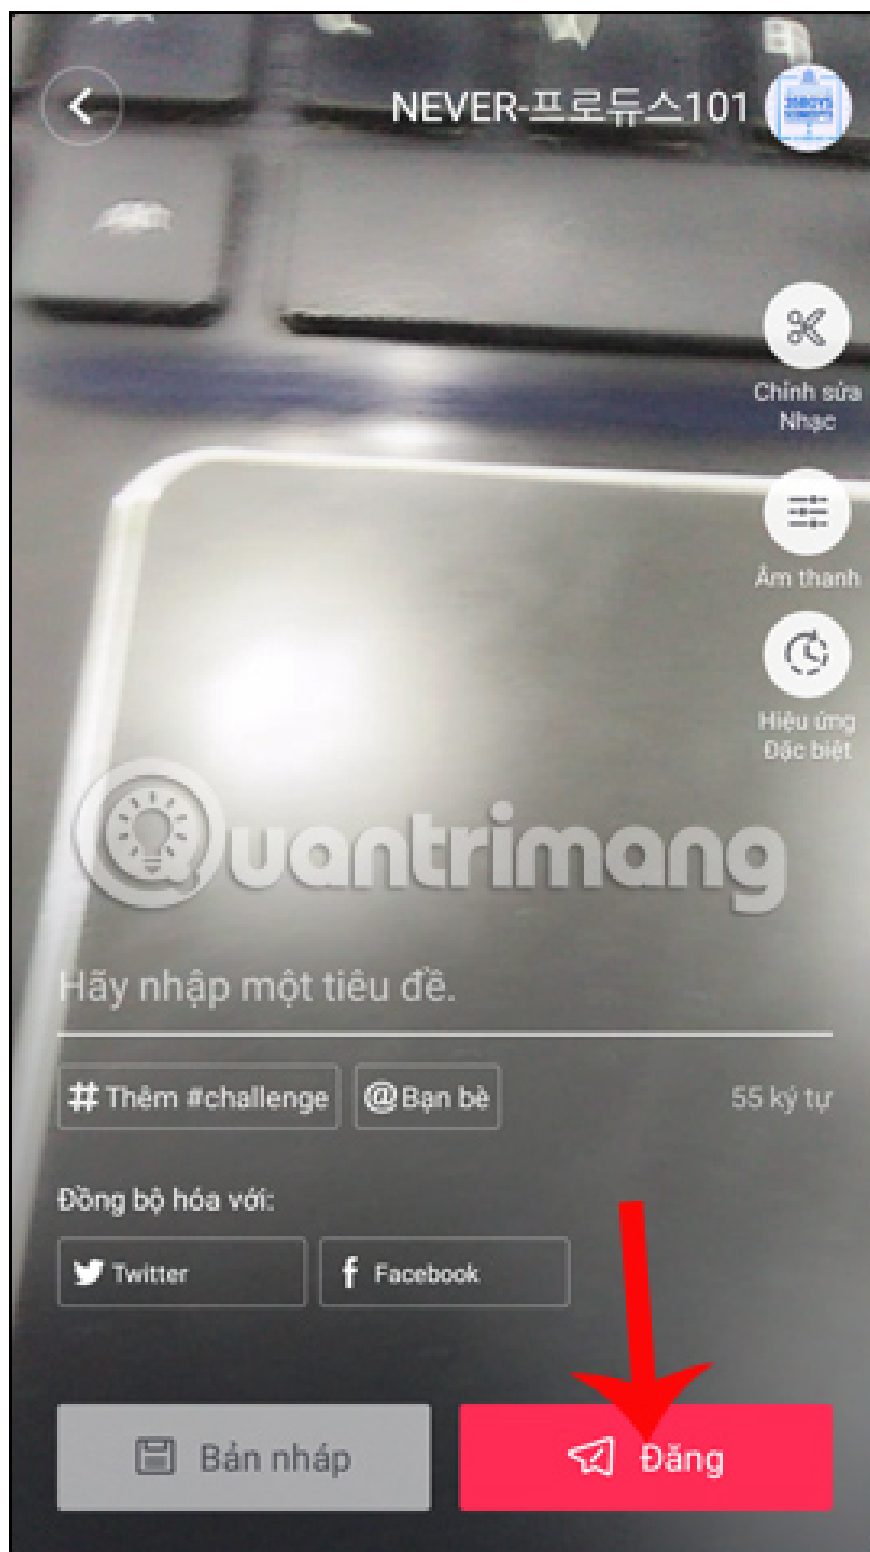 NEVER-프로듀스101
Chỉnh sửa
Nhạc
Âm thanh
Hiệu ứng
Đặc biệt
Quantrimang
Hãy nhập một tiêu đề.
# Thêm #challenge
@ Bạn bè
55 ký tự
Đồng bộ hóa với:
Twitter
f Facebook
Bản nháp
Đăng